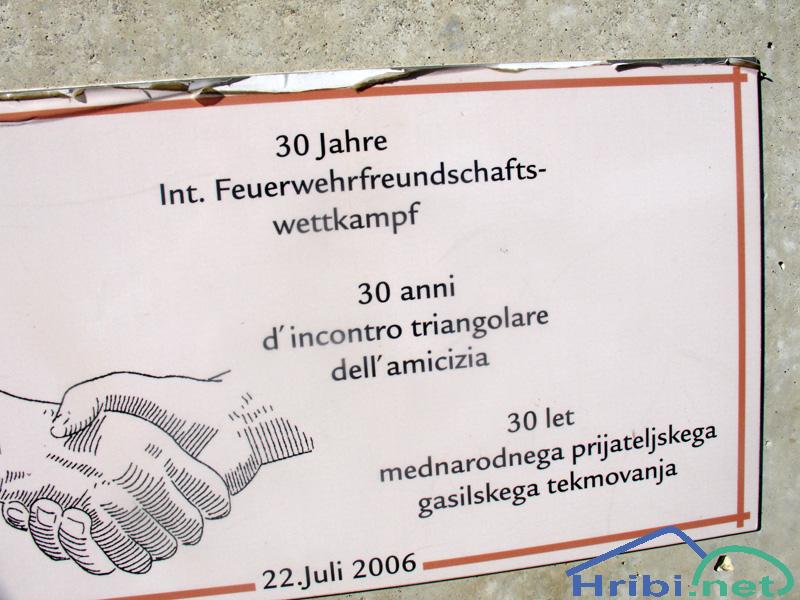 30 Jahre
Int. Feuerwehrfreundschafts-
wettkampf
30 anni
d'incontro triangolare
dell'amicizia
30 let
mednarodnega prijateljskega
gasilskega tekmovanja
22.Juli 2006
Hribi.net